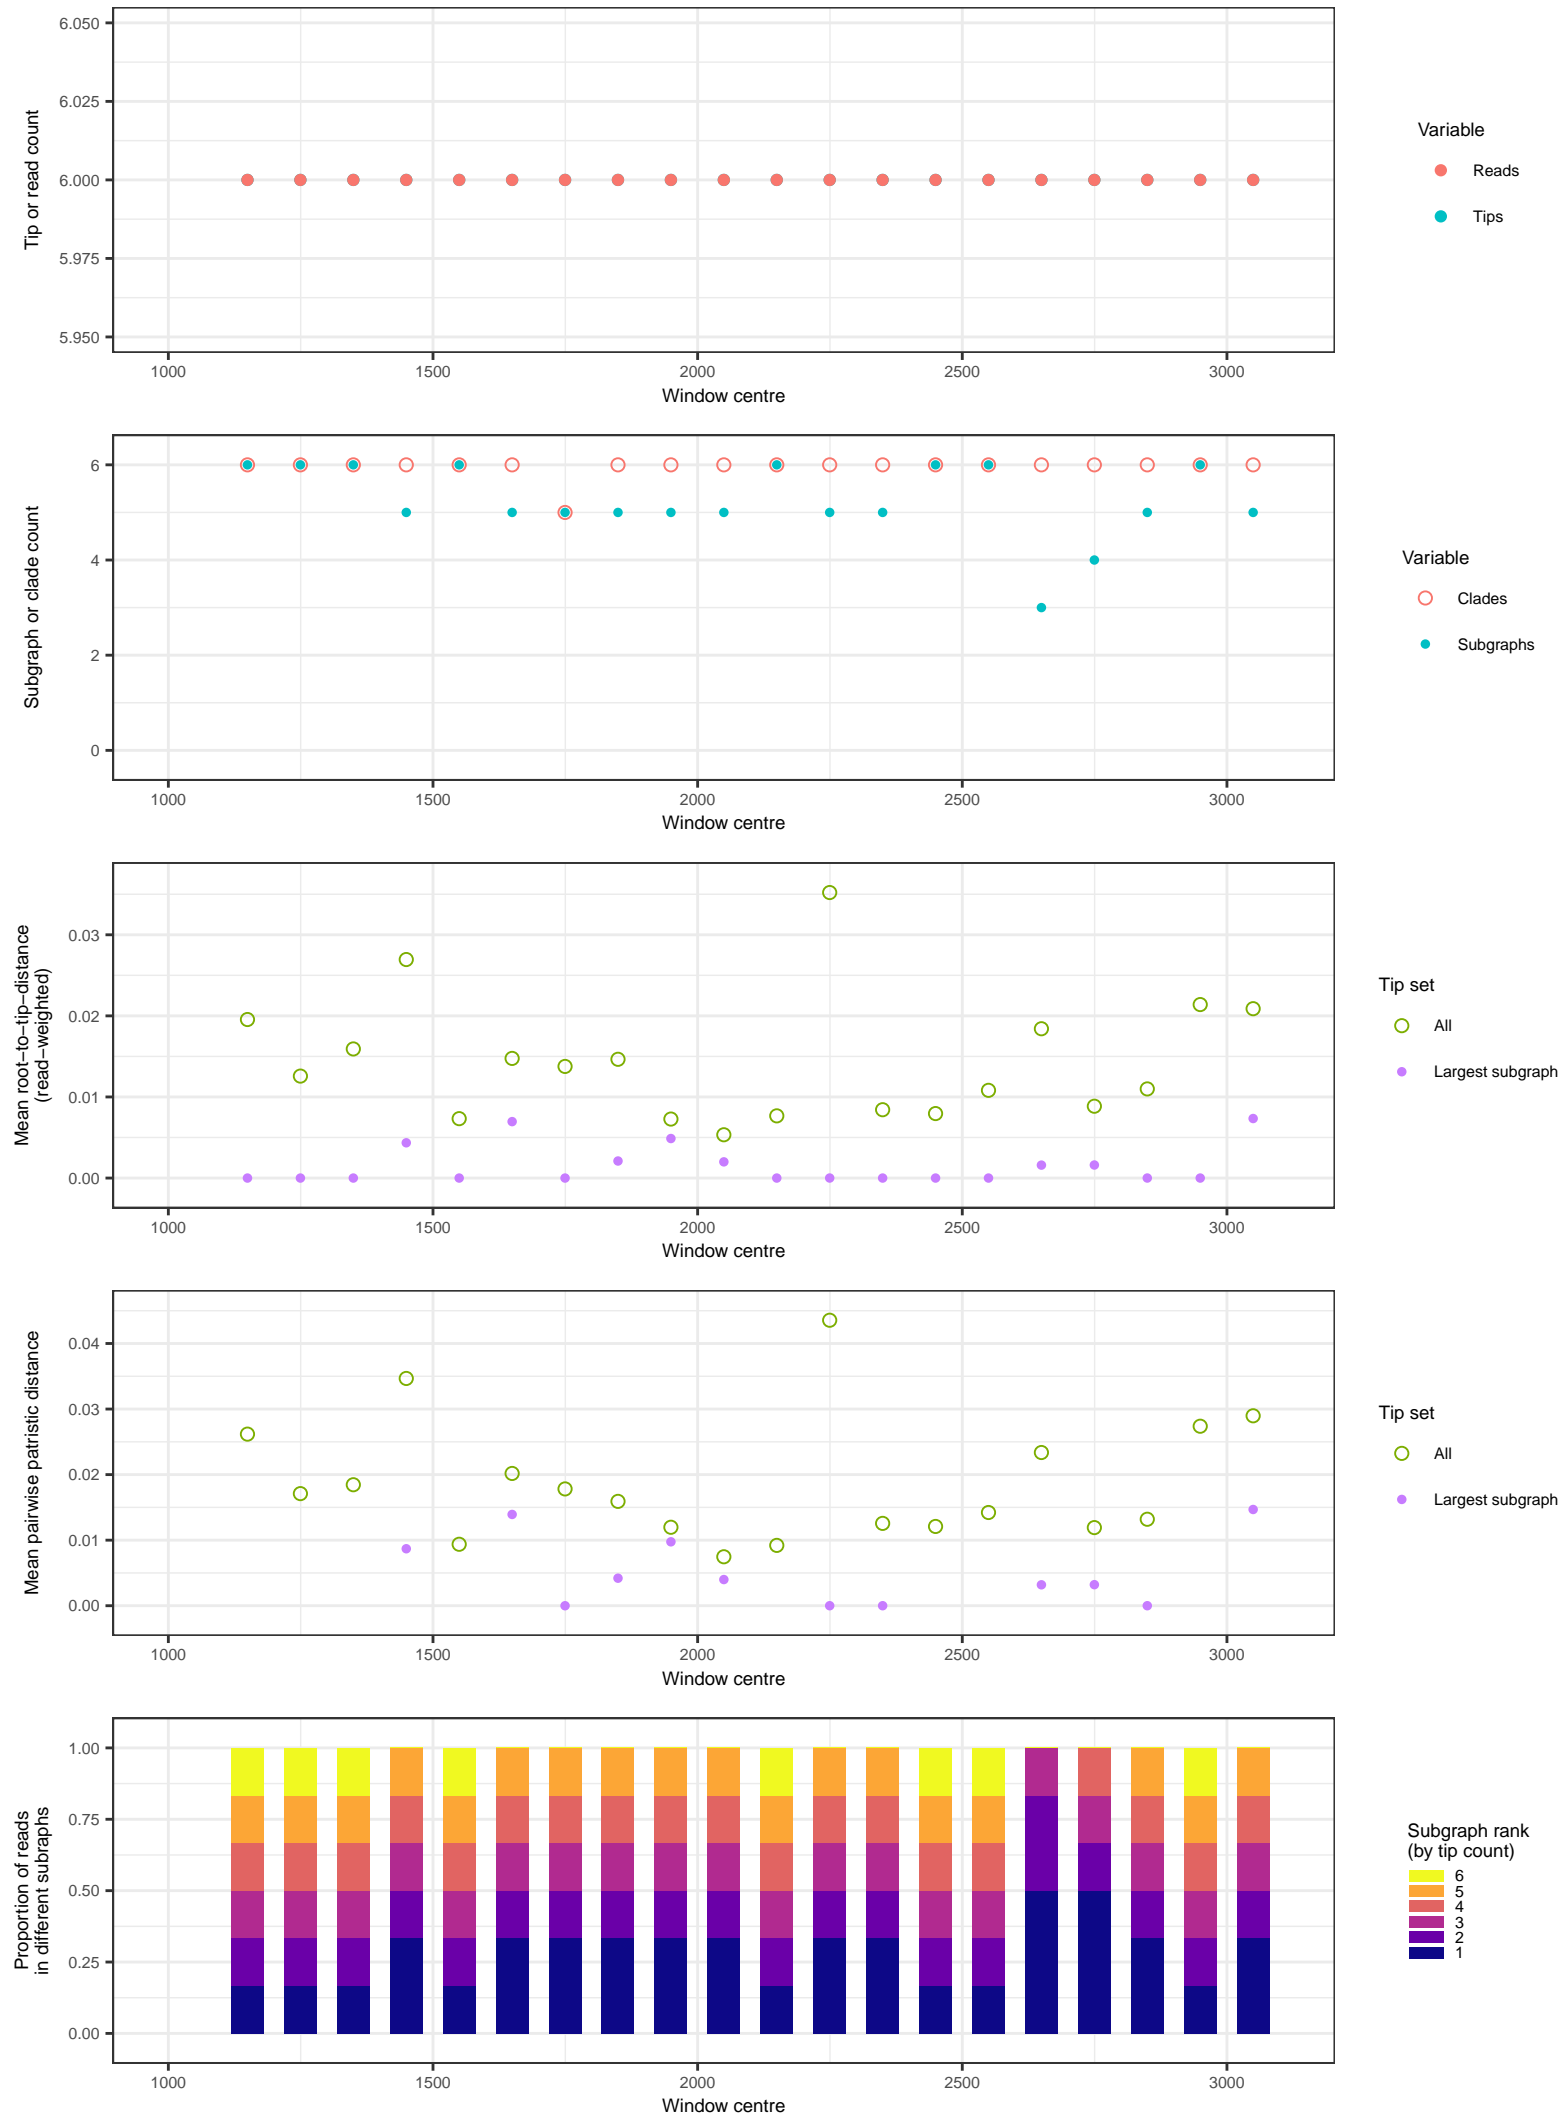 6.050
6.025
6.000
5.975
5.950
Tip or read count
1000 1500 2000 2500 3000
Window centre
Variable
Reads
Tips
6
4
2
0
Subgraph or clade count
1000 1500 2000 2500 3000
Window centre
Variable
Clades
Subgraphs
0.03
0.02
0.01
0.00
Mean root−to−tip−distance
(read−weighted)
1000 1500 2000 2500 3000
Window centre
Tip set
All
Largest subgraph
0.04
0.03
0.02
0.01
0.00
Mean pairwise patristic distance
1000 1500 2000 2500 3000
Window centre
Tip set
All
Largest subgraph
1.00
0.75
0.50
0.25
0.00
Proportion of reads
in different subraphs
1000 1500 2000 2500 3000
Window centre
Subgraph rank
(by tip count)
6
5
4
3
2
1